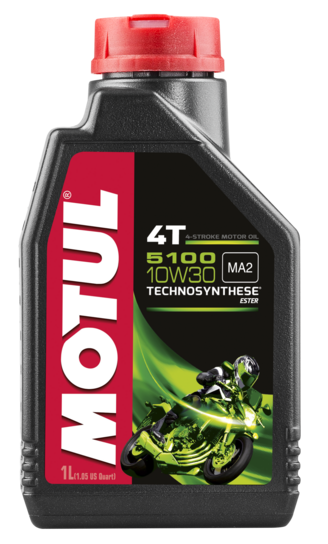 MOTUL®
4T 4-STROKE MOTOR OIL
5100
10W30 MA2
TECHNOSYNTHESE®
ESTER
1L(1.05 US Quart)